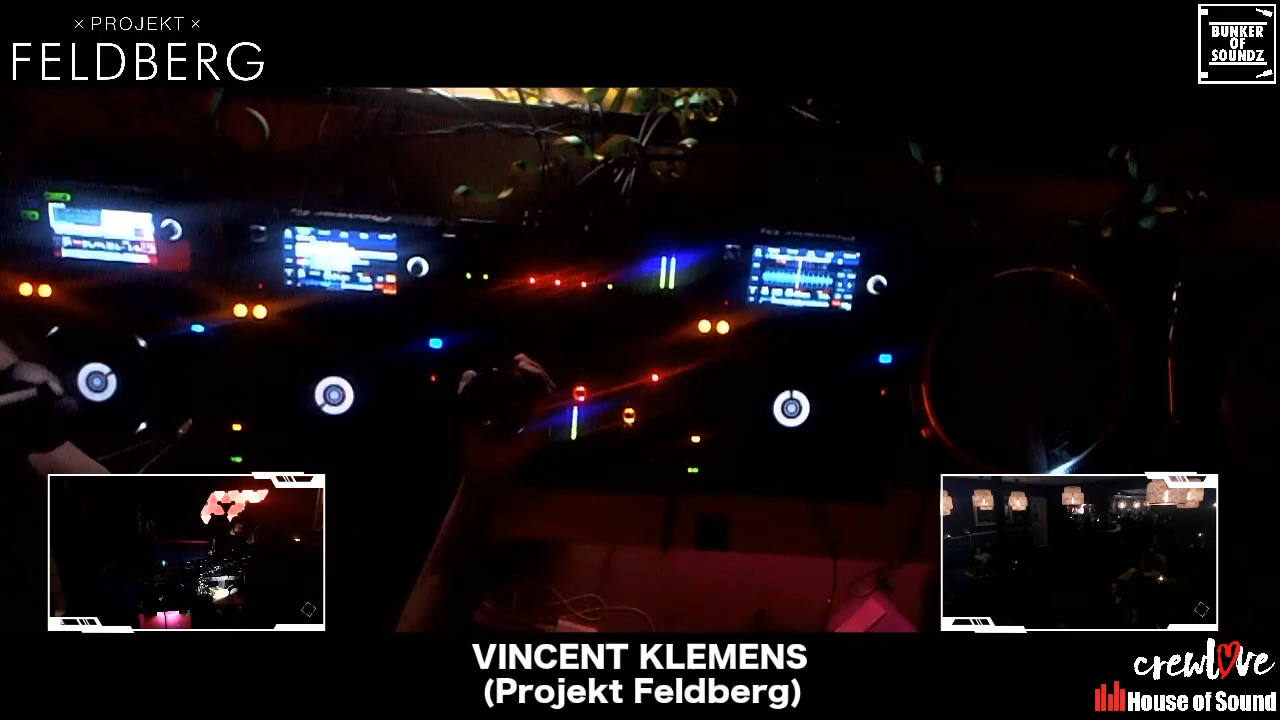 × PROJEKT ×
FELDBERG
BUNKER
OF
SOUNDZ
VINCENT KLEMENS
(Projekt Feldberg)
crewlove
House of Sound